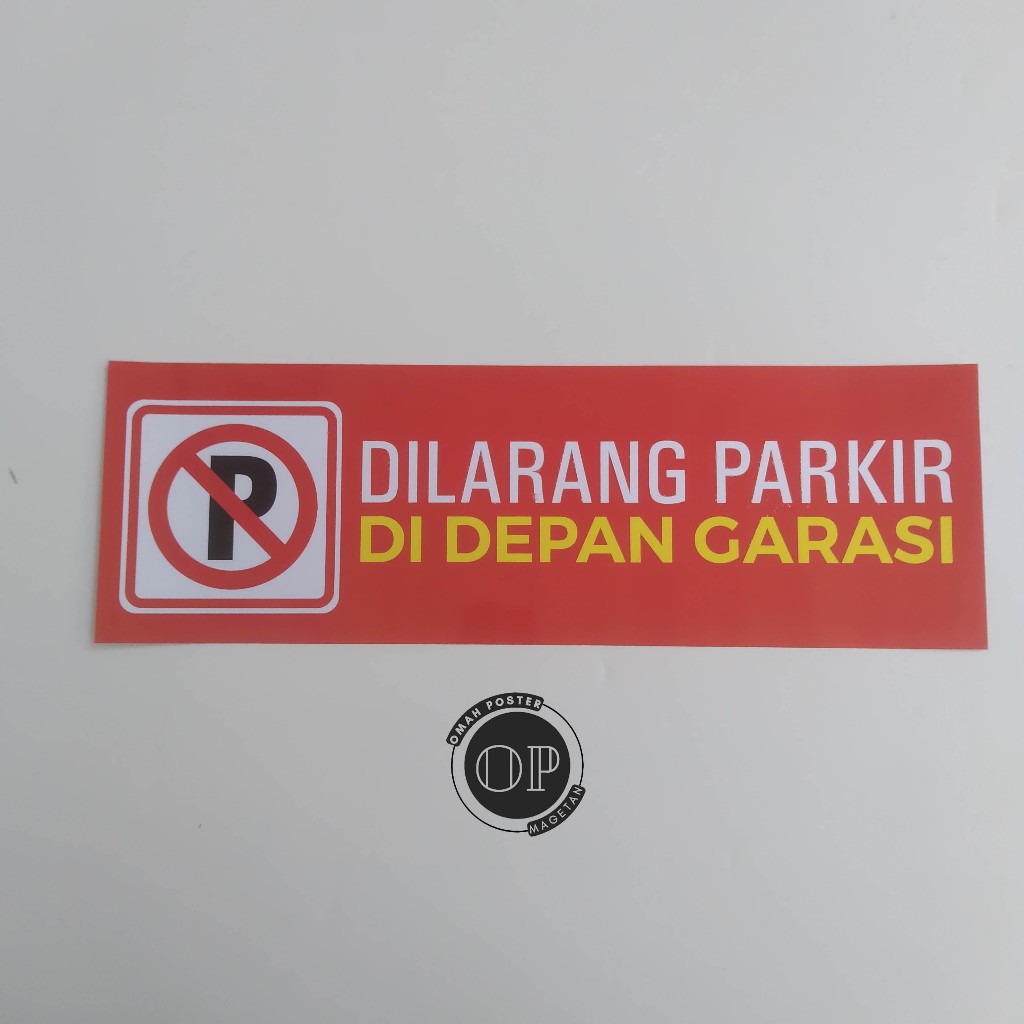 P
DILARANG PARKIR
DI DEPAN GARASI
OMAH POSTER
OP
MAGETAN